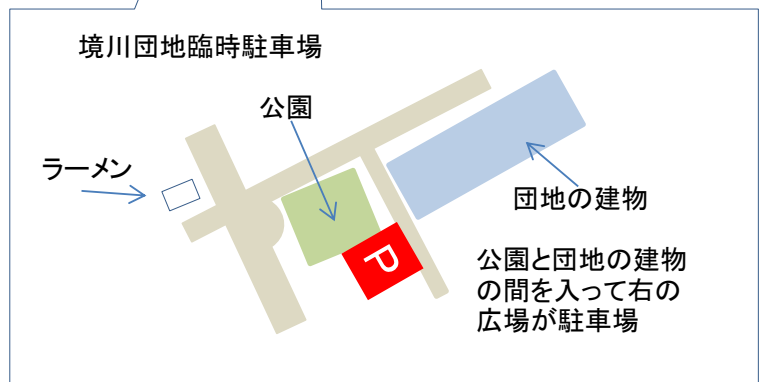 境川団地臨時駐車場
公園
ラーメン
団地の建物
P
公園と団地の建物
の間を入って右の
広場が駐車場